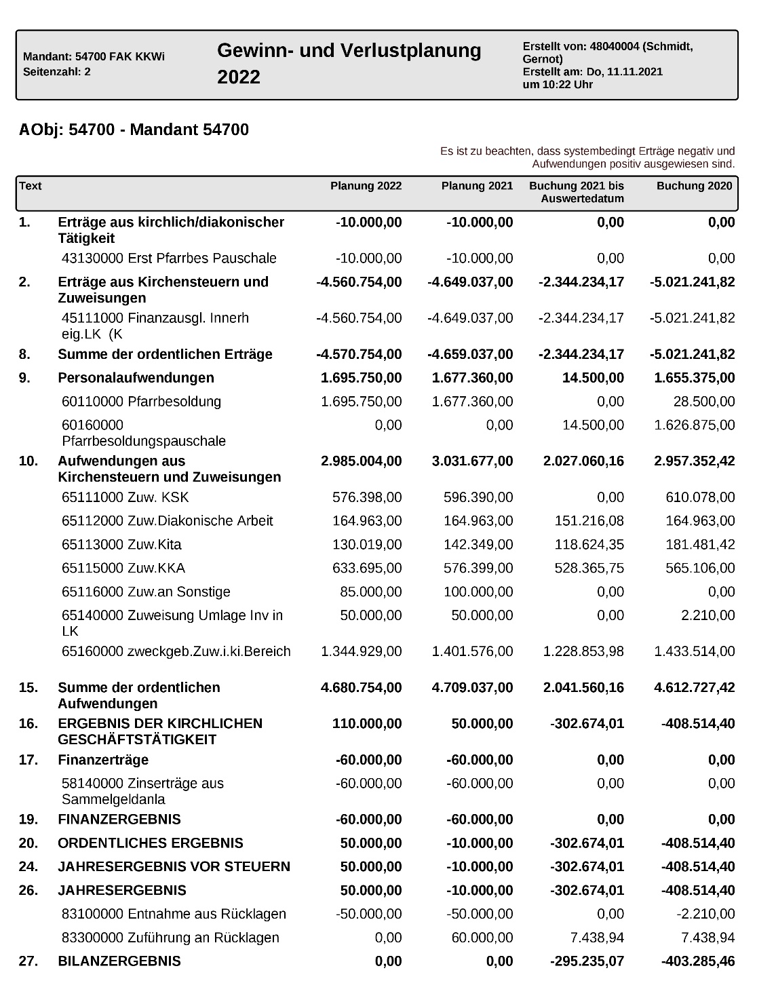 Mandant: 54700 FAK KKWi
Seitenzahl: 2
Gewinn- und Verlustplanung
2022
Erstellt von: 48040004 (Schmidt,
Gernot)
Erstellt am: Do, 11.11.2021
um 10:22 Uhr
AObj: 54700 - Mandant 54700
Es ist zu beachten, dass systembedingt Erträge negativ und
Aufwendungen positiv ausgewiesen sind.
Text Planung 2022 Planung 2021 Buchung 2021 bis Buchung 2020
Auswertedatum
1. Erträge aus kirchlich/diakonischer -10.000,00 -10.000,00 0,00 0,00
Tätigkeit
43130000 Erst Pfarrbes Pauschale -10.000,00 -10.000,00 0,00 0,00
2. Erträge aus Kirchensteuern und -4.560.754,00 -4.649.037,00 -2.344.234,17 -5.021.241,82
Zuweisungen
45111000 Finanzausgl. Innerh -4.560.754,00 -4.649.037,00 -2.344.234,17 -5.021.241,82
eig.LK (K
8. Summe der ordentlichen Erträge -4.570.754,00 -4.659.037,00 -2.344.234,17 -5.021.241,82
9. Personalaufwendungen 1.695.750,00 1.677.360,00 14.500,00 1.655.375,00
60110000 Pfarrbesoldung 1.695.750,00 1.677.360,00 0,00 28.500,00
60160000 0,00 0,00 14.500,00 1.626.875,00
Pfarrbesoldungspauschale
10. Aufwendungen aus 2.985.004,00 3.031.677,00 2.027.060,16 2.957.352,42
Kirchensteuern und Zuweisungen
65111000 Zuw. KSK 576.398,00 596.390,00 0,00 610.078,00
65112000 Zuw.Diakonische Arbeit 164.963,00 164.963,00 151.216,08 164.963,00
65113000 Zuw.Kita 130.019,00 142.349,00 118.624,35 181.481,42
65115000 Zuw.KKA 633.695,00 576.399,00 528.365,75 565.106,00
65116000 Zuw.an Sonstige 85.000,00 100.000,00 0,00 0,00
65140000 Zuweisung Umlage Inv in 50.000,00 50.000,00 0,00 2.210,00
LK
65160000 zweckgeb.Zuw.i.ki.Bereich 1.344.929,00 1.401.576,00 1.228.853,98 1.433.514,00
15. Summe der ordentlichen 4.680.754,00 4.709.037,00 2.041.560,16 4.612.727,42
Aufwendungen
16. ERGEBNIS DER KIRCHLICHEN 110.000,00 50.000,00 -302.674,01 -408.514,40
GESCHÄFTSTÄTIGKEIT
17. Finanzerträge -60.000,00 -60.000,00 0,00 0,00
58140000 Zinserträge aus -60.000,00 -60.000,00 0,00 0,00
Sammelgeldanla
19. FINANZERGEBNIS -60.000,00 -60.000,00 0,00 0,00
20. ORDENTLICHES ERGEBNIS 50.000,00 -10.000,00 -302.674,01 -408.514,40
24. JAHRESERGEBNIS VOR STEUERN 50.000,00 -10.000,00 -302.674,01 -408.514,40
26. JAHRESERGEBNIS 50.000,00 -10.000,00 -302.674,01 -408.514,40
83100000 Entnahme aus Rücklagen -50.000,00 -50.000,00 0,00 -2.210,00
83300000 Zuführung an Rücklagen 0,00 60.000,00 7.438,94 7.438,94
27. BILANZERGEBNIS 0,00 0,00 -295.235,07 -403.285,46